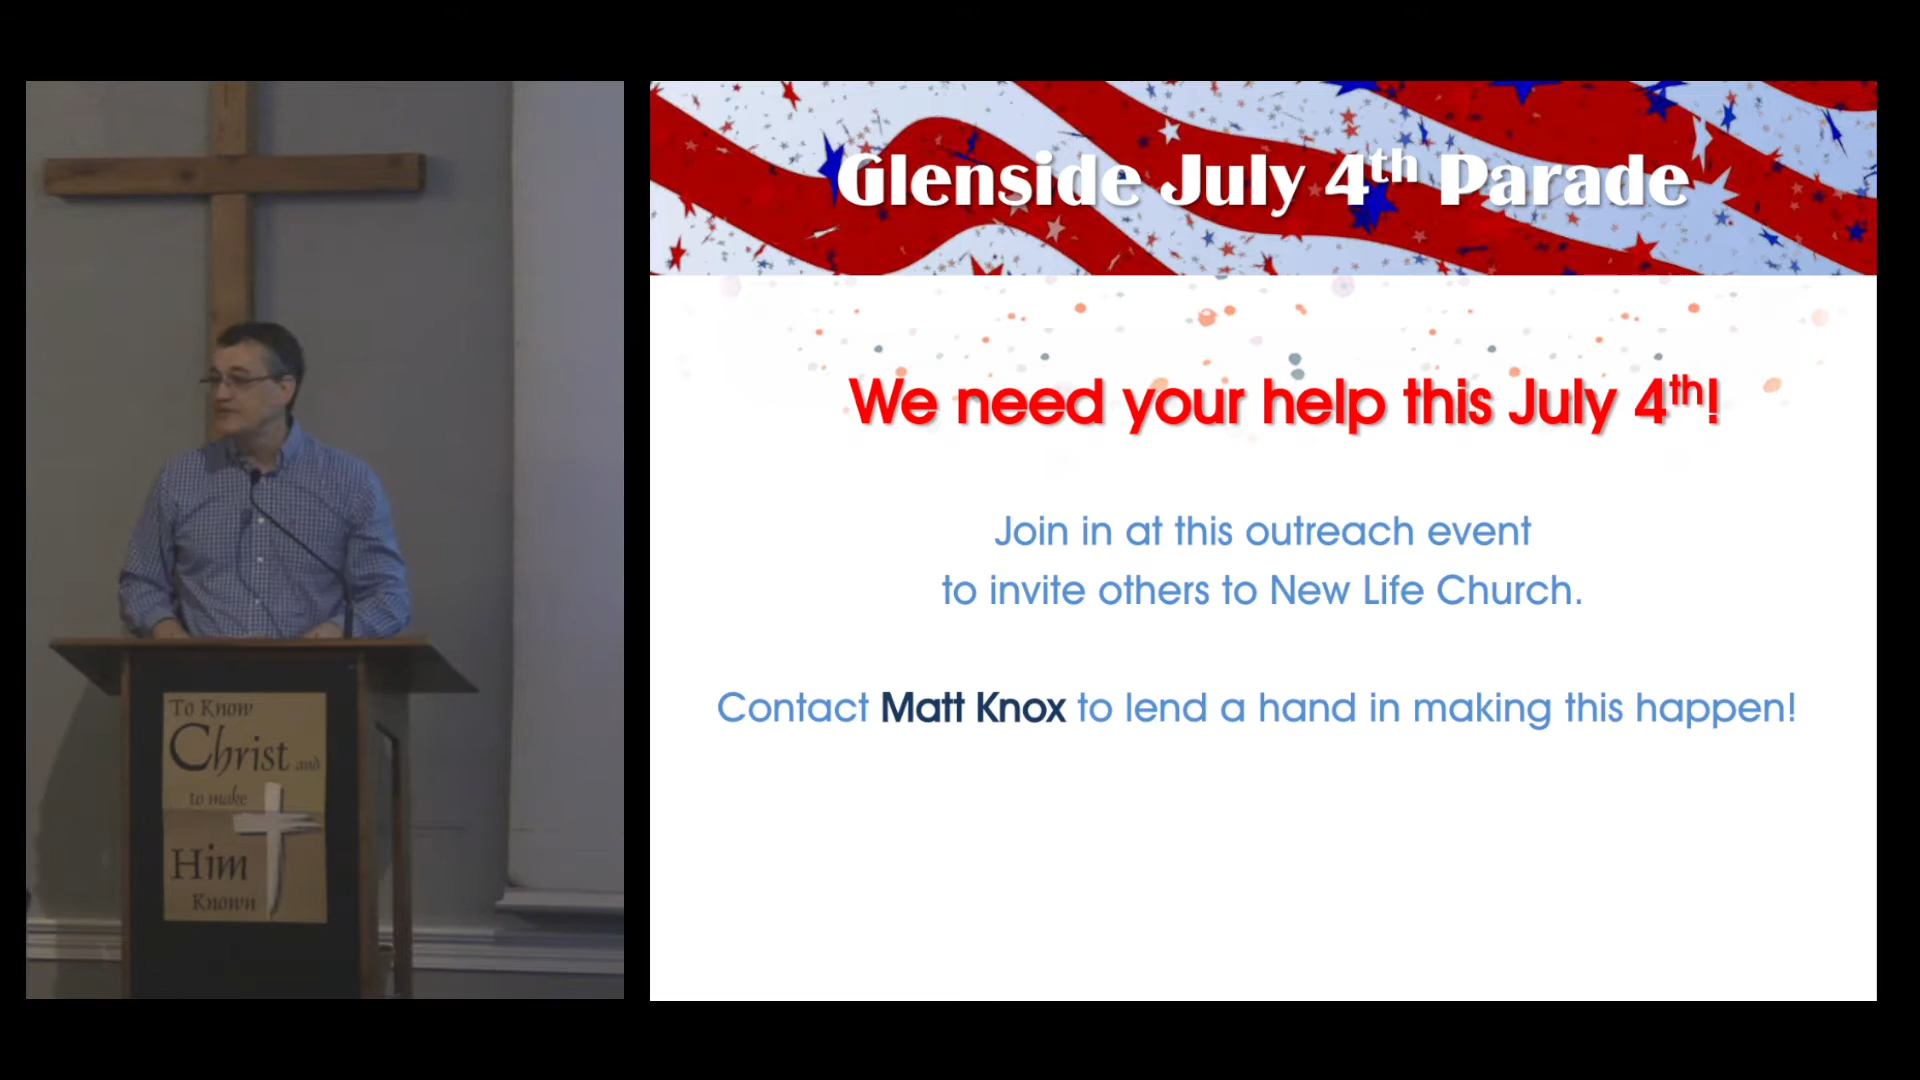 To Know
Christ and
to make
Him
Known
Glenside July 4th Parade
We need your help this July 4th!
Join in at this outreach event
to invite others to New Life Church.
Contact Matt Knox to lend a hand in making this happen!